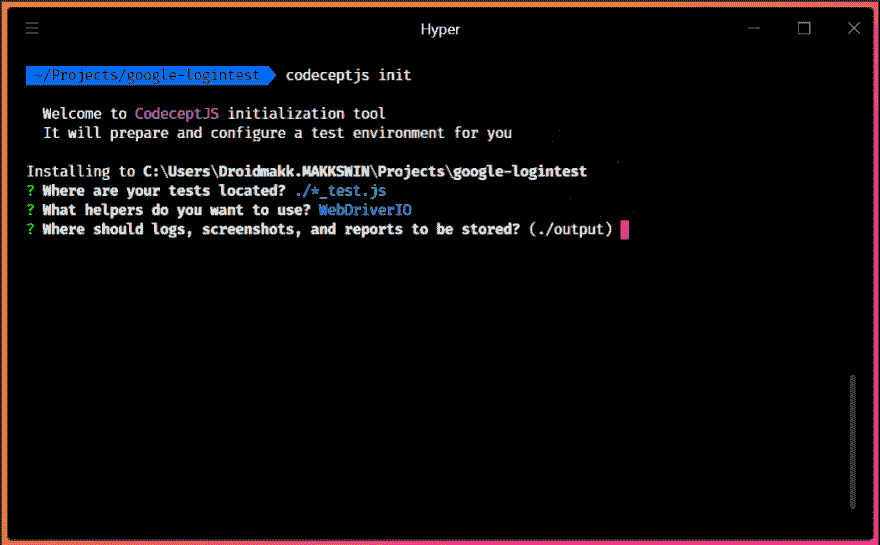 Hyper
~/Projects/google-logintest codeceptjs init
Welcome to CodeceptJS initialization tool
It will prepare and configure a test environment for you
Installing to C:\Users\Droidmakk.MAKKSWIN\Projects\google-logintest
? Where are your tests located? ./*_test.js
? What helpers do you want to use? WebDriverIO
? Where should logs, screenshots, and reports to be stored? (./output)